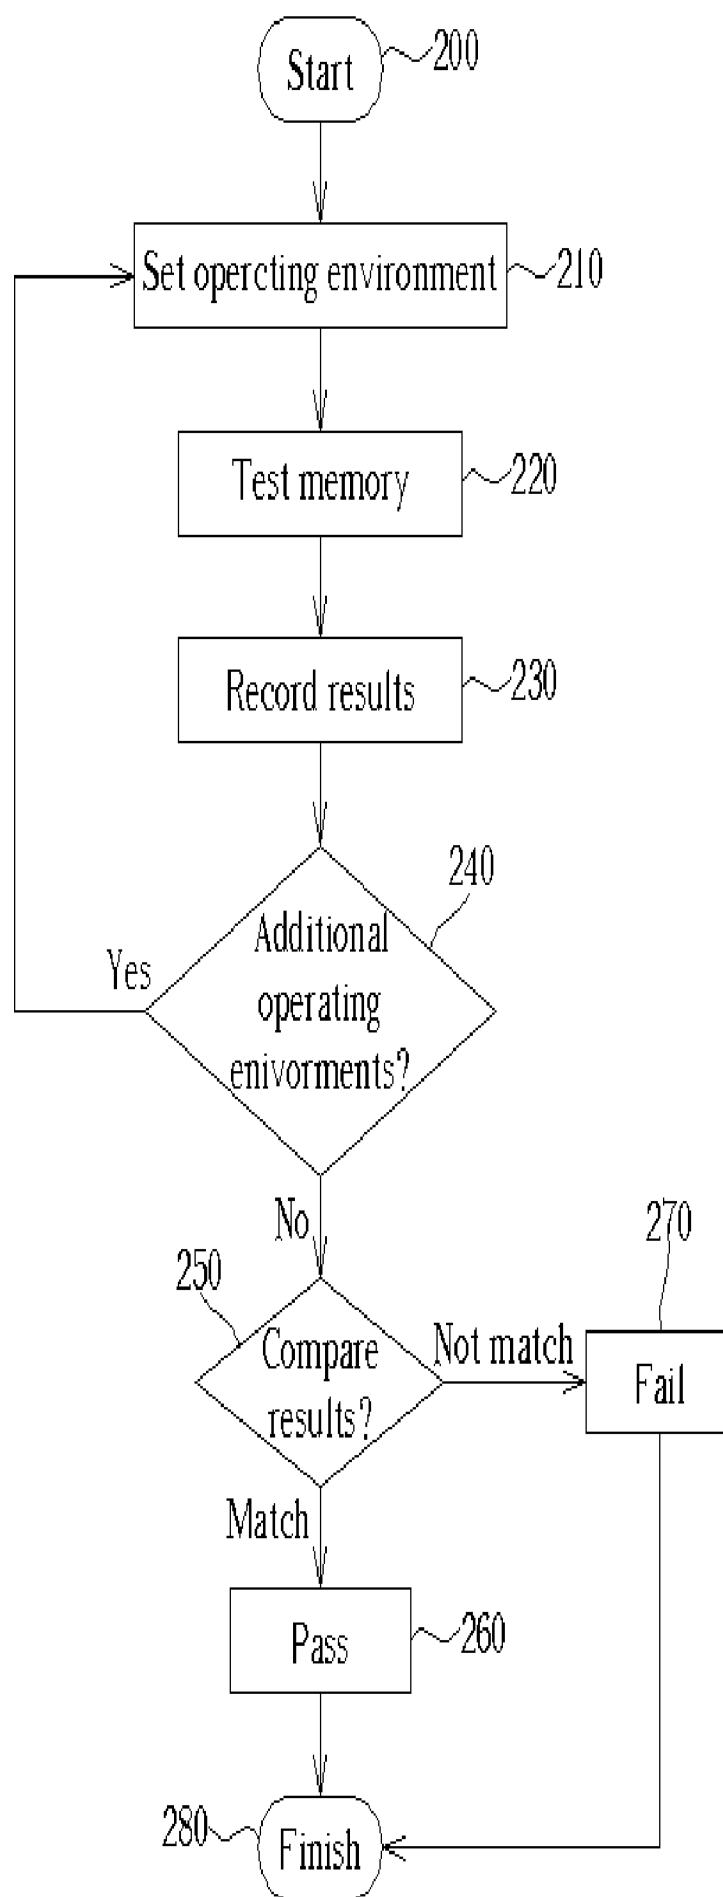 Start
200
Set opercting environment
210
Test memory
220
Record results
230
240
Additional
operating
enivorments?
Yes
No
250
Compare
results?
Not match
270
Fail
Match
Pass
260
280
Finish